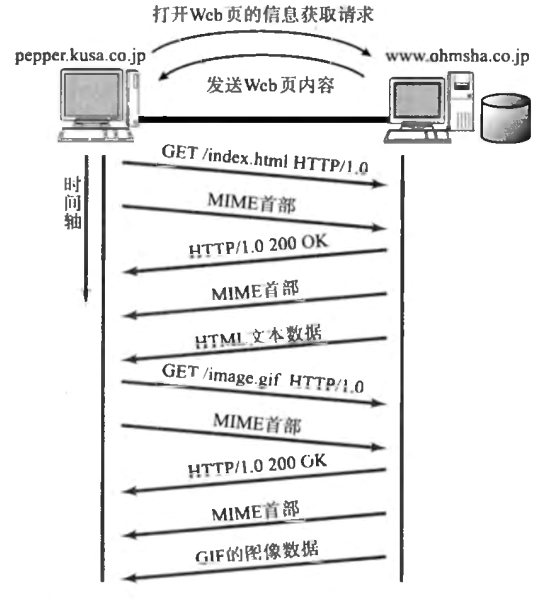 打开Web页的信息获取请求
pepper.kusa.co.jp
www.ohmsha.co.jp
发送Web页内容
GET /index.html HTTP/1.0
时间轴
MIME首部
HTTP/1.0 200 OK
MIME首部
HTML文本数据
GET /image.gif HTTP/1.0
MIME首部
HTTP/1.0 200 OK
MIME首部
GIF的图像数据